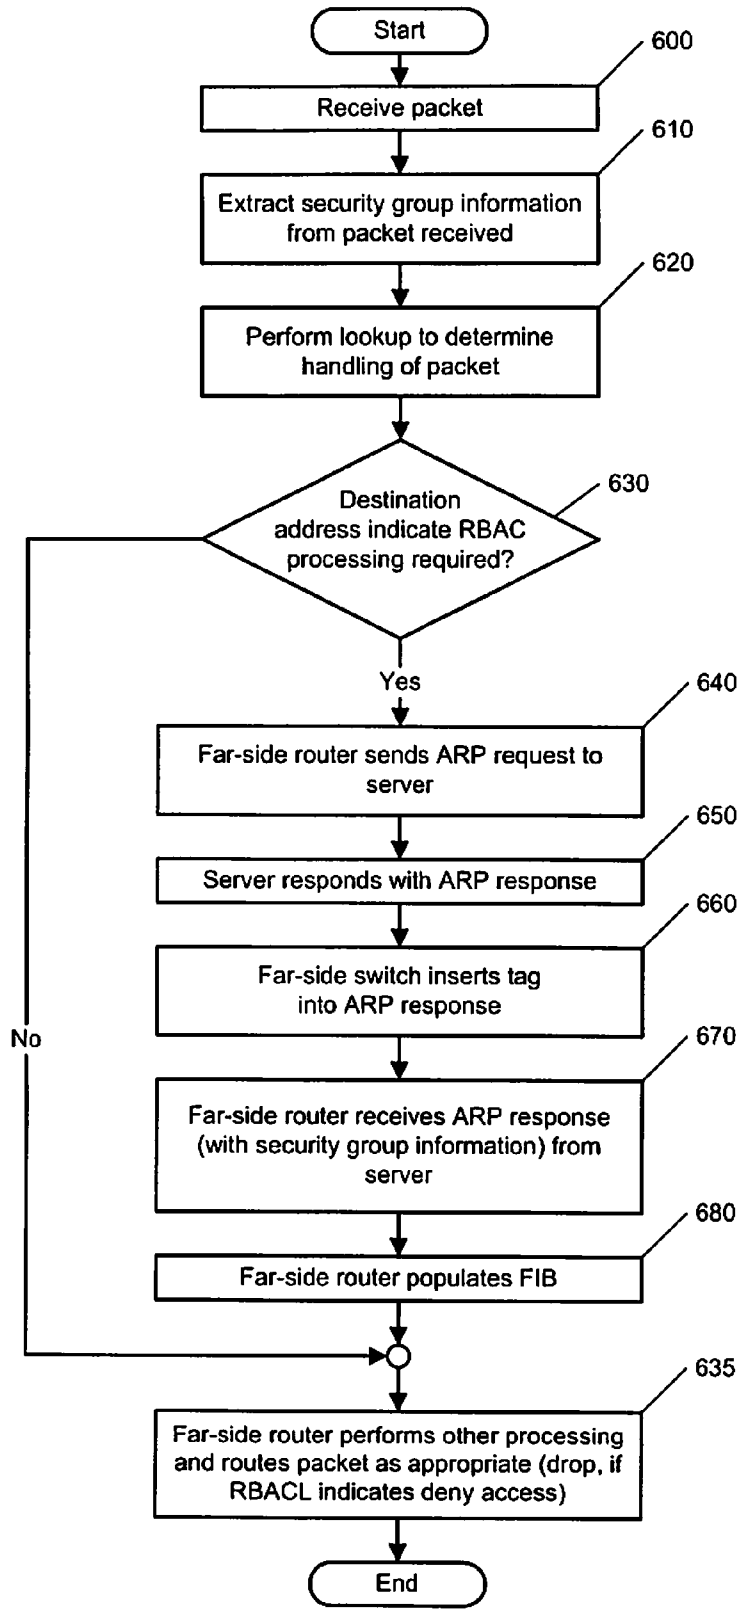 Start
600
Receive packet
610
Extract security group information
from packet received
620
Perform lookup to determine
handling of packet
630
Destination
address indicate RBAC
processing required?
Yes
640
Far-side router sends ARP request to
server
650
Server responds with ARP response
660
Far-side switch inserts tag
into ARP response
No
670
Far-side router receives ARP response
(with security group information) from
server
680
Far-side router populates FIB
635
Far-side router performs other processing
and routes packet as appropriate (drop, if
RBACL indicates deny access)
End